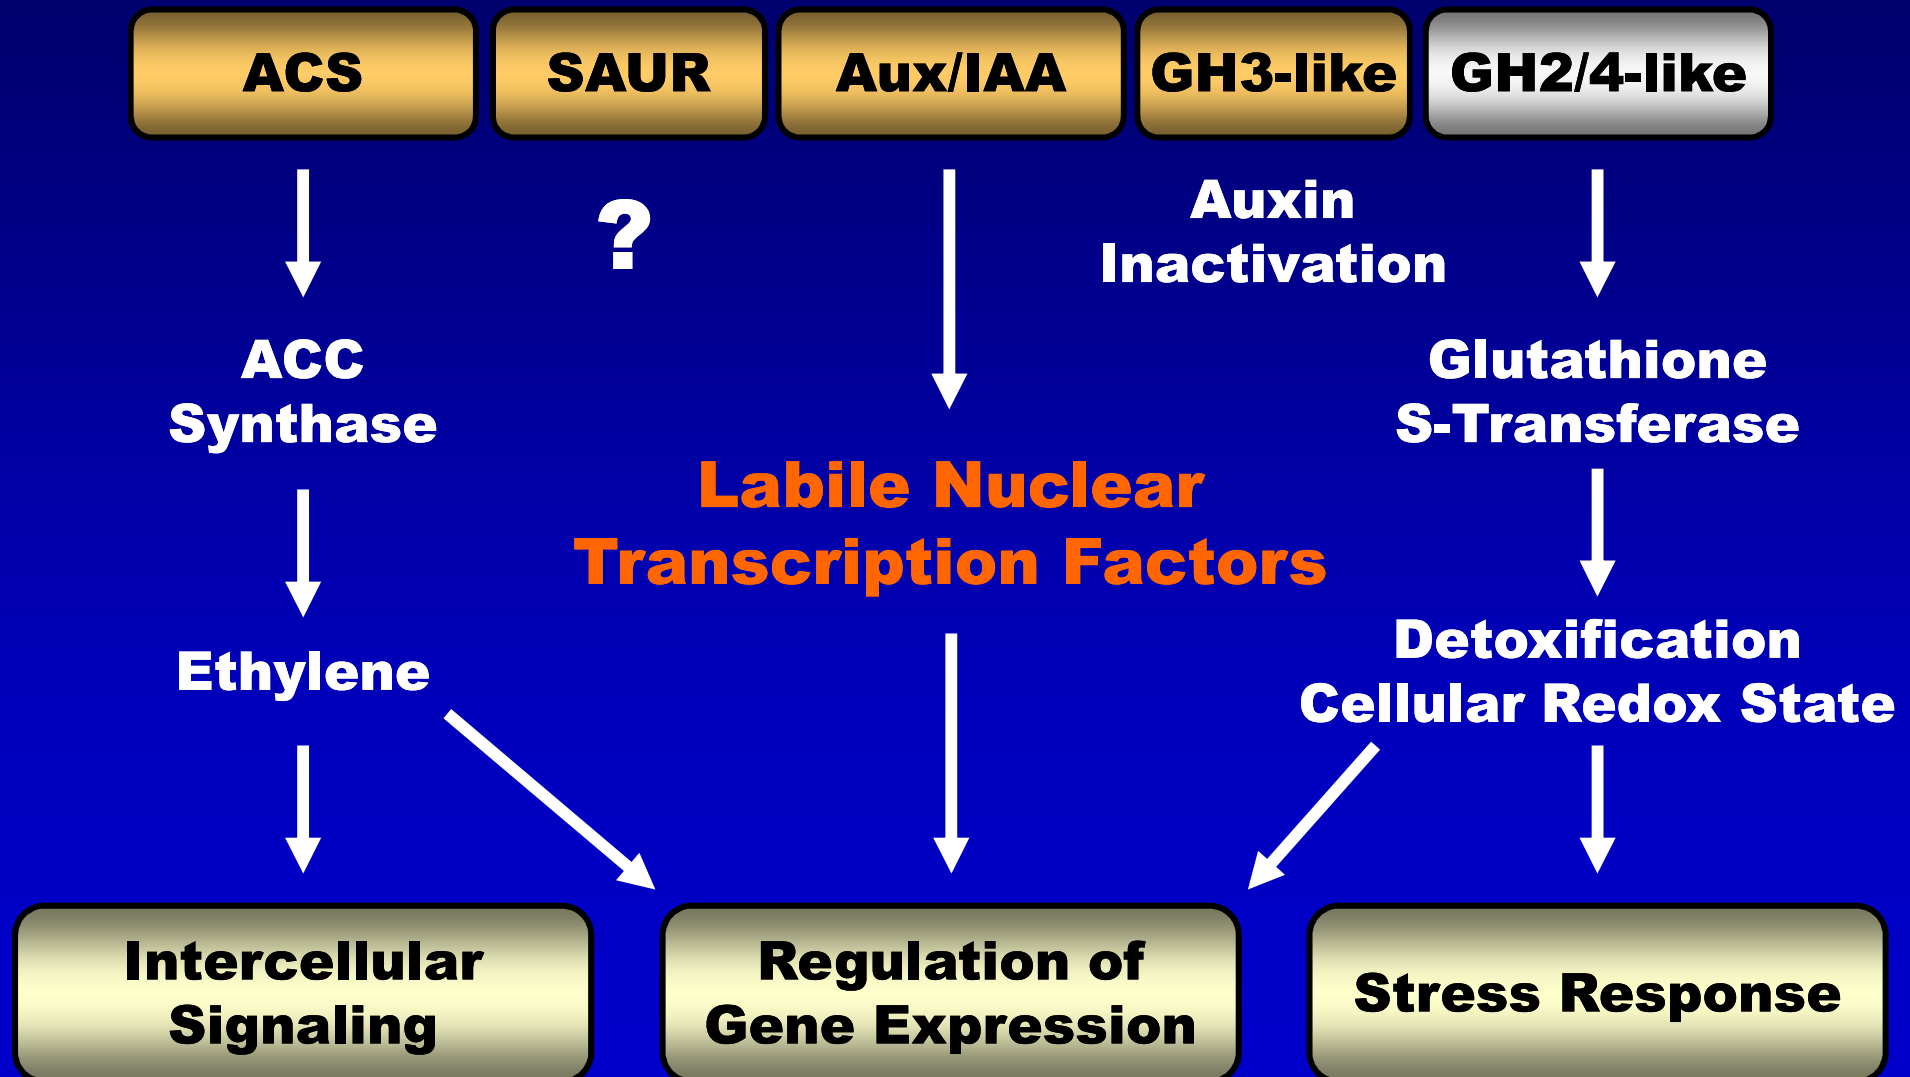 ACS
SAUR
Aux/IAA
GH3-like
GH2/4-like
?
Auxin
Inactivation
ACC
Synthase
Glutathione
S-Transferase
Labile Nuclear
Transcription Factors
Ethylene
Detoxification
Cellular Redox State
Intercellular
Signaling
Regulation of
Gene Expression
Stress Response